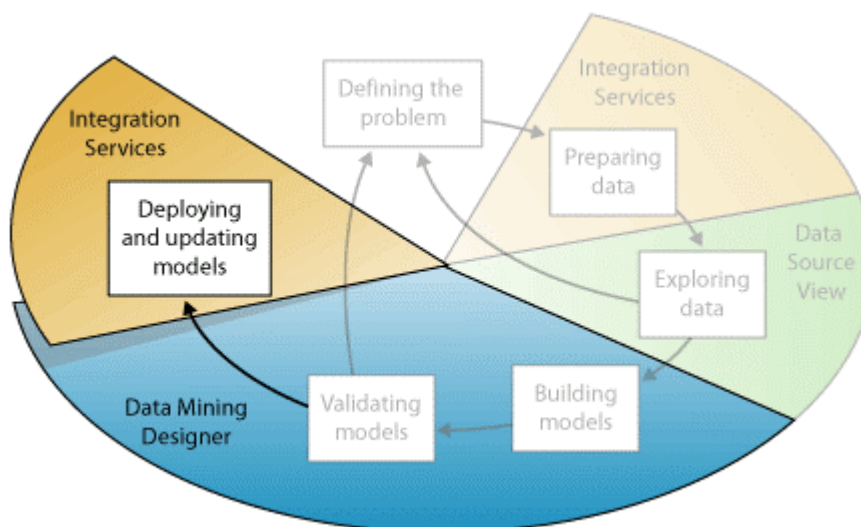 Integration
Services
Deploying
and updating
models
Defining the
problem
Integration
Services
Preparing
data
Data
Source
View
Exploring
data
Building
models
Validating
models
Data Mining
Designer